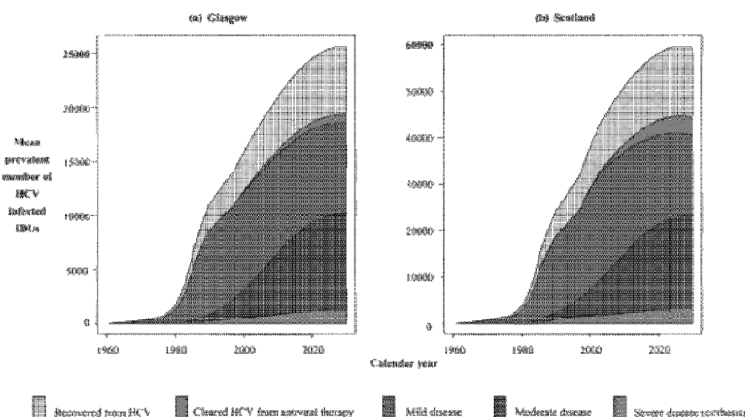 (a) Glasgow
(b) Scotland
Mean
prevalent
number of
HCV
infected
IDUs
25000
20000
15000
10000
5000
0
1960
1980
2000
2020
60000
50000
40000
30000
20000
10000
0
1960
1980
2000
2020
Calendar year
Recovered from HCV
Cleared HCV from antiviral therapy
Mild disease
Moderate disease
Severe disease (cirrhosis)